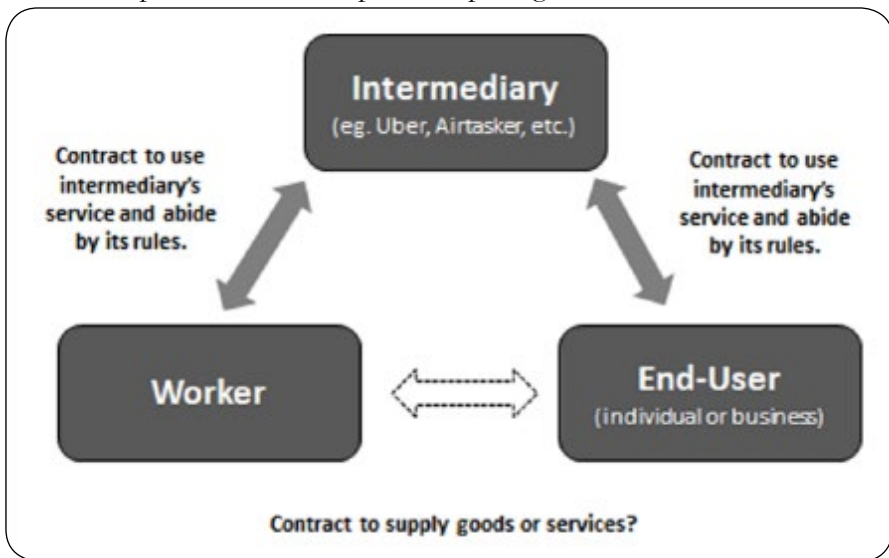 Intermediary
(eg. Uber, Airtasker, etc.)
Contract to use
intermediary's
service and abide
by its rules.
Contract to use
intermediary's
service and abide
by its rules.
Worker
End-User
(individual or business)
Contract to supply goods or services?